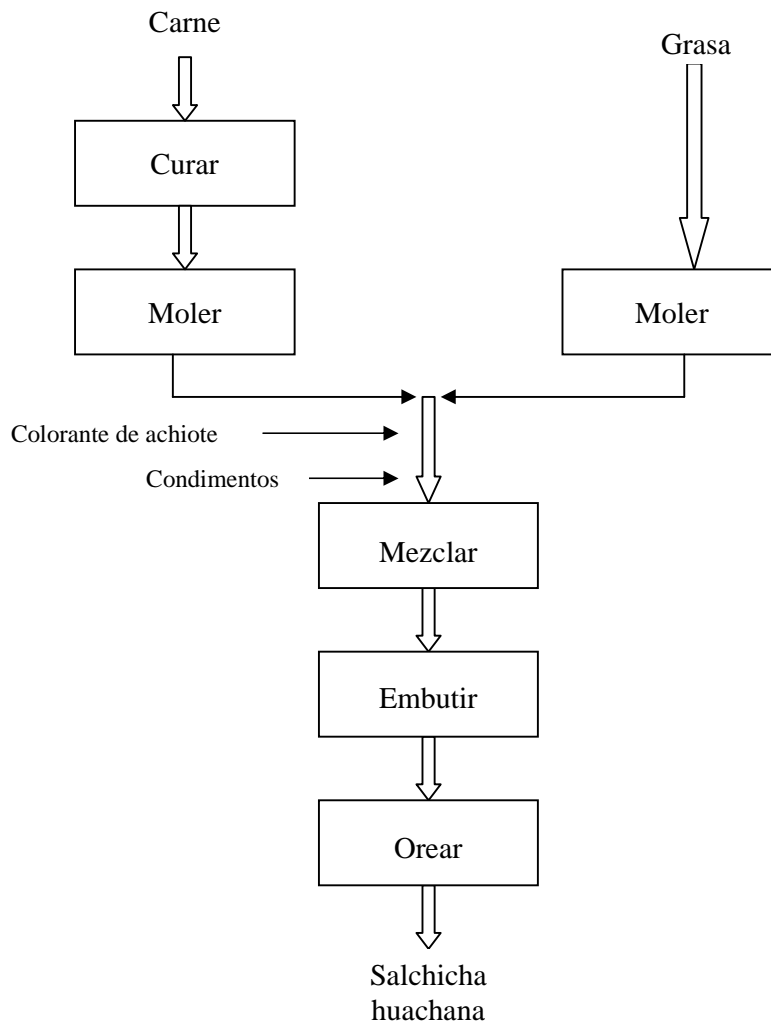 Carne
Grasa
Curar
Moler
Moler
Colorante de achiote
Condimentos
Mezclar
Embutir
Orear
Salchicha
huachana